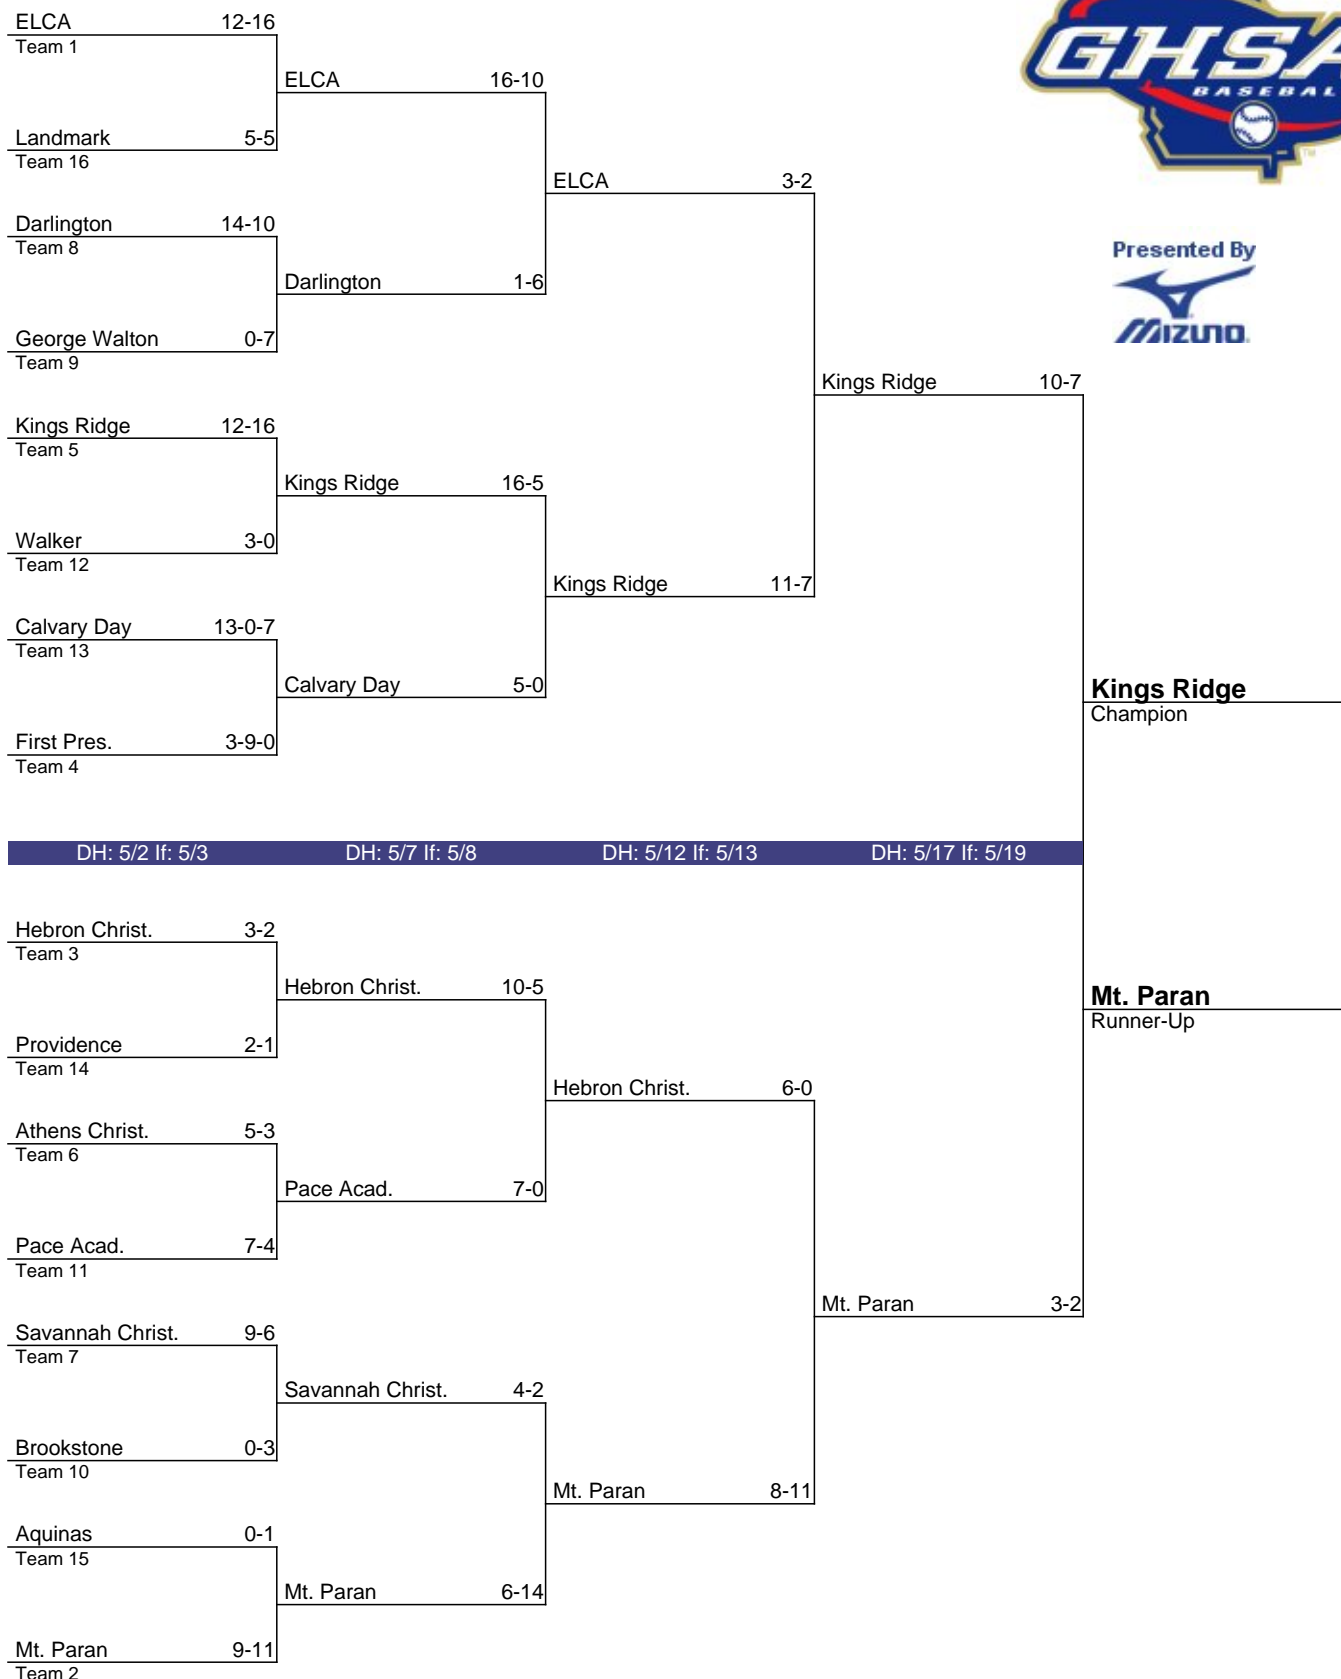 ELCA 12-16
Team 1
ELCA 16-10
Landmark 5-5
Team 16
ELCA 3-2
Darlington 14-10
Team 8
Darlington 1-6
George Walton 0-7
Team 9
Kings Ridge 10-7
Kings Ridge 12-16
Team 5
Kings Ridge 16-5
Walker 3-0
Team 12
Kings Ridge 11-7
Calvary Day 13-0-7
Team 13
Calvary Day 5-0
First Pres. 3-9-0
Team 4
Kings Ridge
Champion
GHSA
BASEBAL
TM
Presented By
MIZUNO
DH: 5/2 If: 5/3 DH: 5/7 If: 5/8 DH: 5/12 If: 5/13 DH: 5/17 If: 5/19
Hebron Christ. 3-2
Team 3
Hebron Christ. 10-5
Providence 2-1
Team 14
Hebron Christ. 6-0
Athens Christ. 5-3
Team 6
Pace Acad. 7-0
Pace Acad. 7-4
Team 11
Mt. Paran
Runner-Up
Mt. Paran 3-2
Savannah Christ. 9-6
Team 7
Savannah Christ. 4-2
Brookstone 0-3
Team 10
Mt. Paran 8-11
Aquinas 0-1
Team 15
Mt. Paran 6-14
Mt. Paran 9-11
Team 2